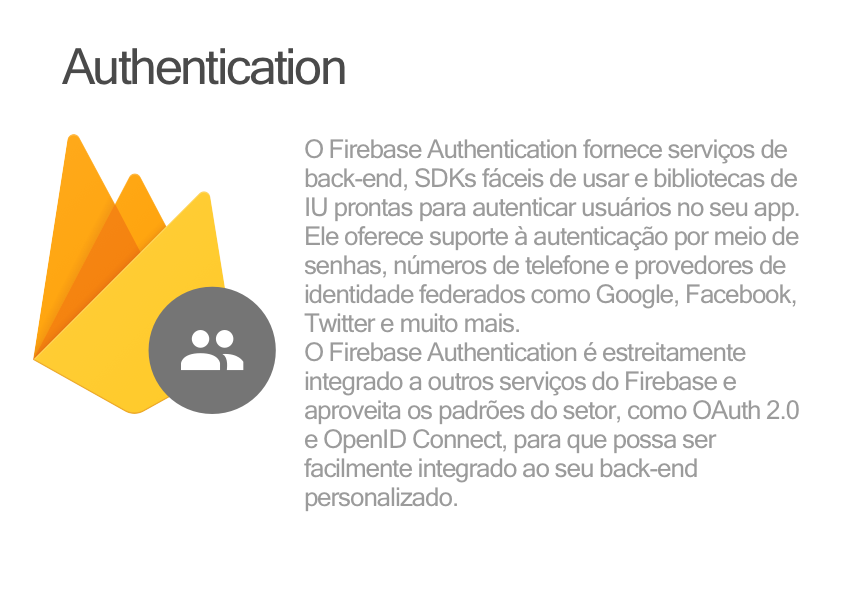 Authentication
O Firebase Authentication fornece serviços de
back-end, SDKs fáceis de usar e bibliotecas de
IU prontas para autenticar usuários no seu app.
Ele oferece suporte à autenticação por meio de
senhas, números de telefone e provedores de
identidade federados como Google, Facebook,
Twitter e muito mais.
O Firebase Authentication é estreitamente
integrado a outros serviços do Firebase e
aproveita os padrões do setor, como OAuth 2.0
e OpenID Connect, para que possa ser
facilmente integrado ao seu back-end
personalizado.